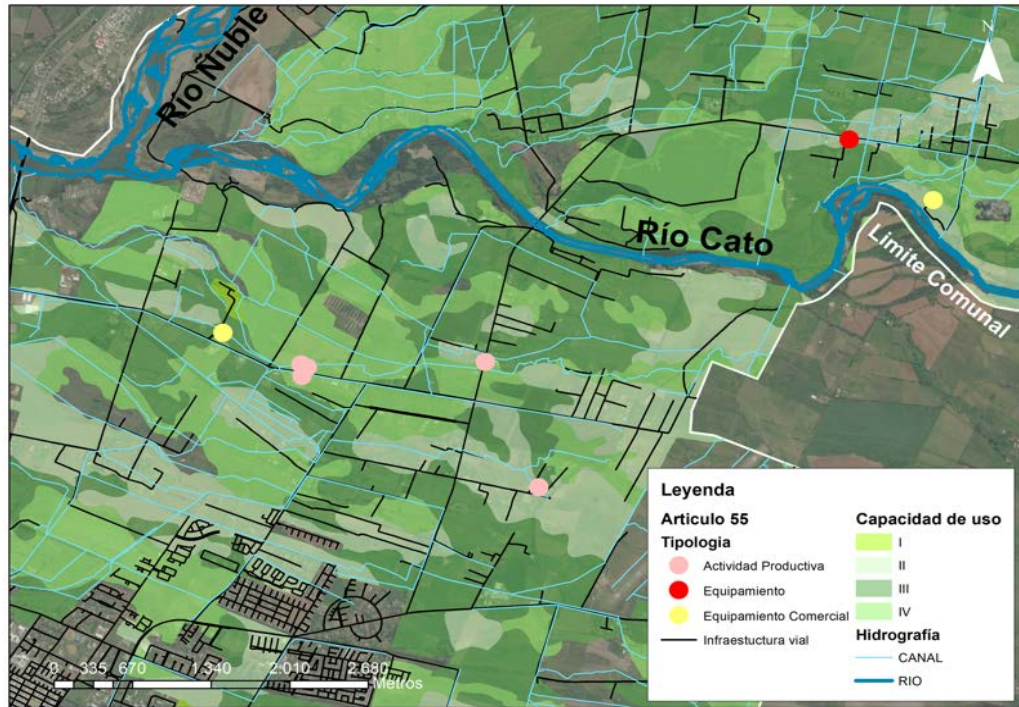 Río Ñuble
N
Río Cato
Limite Comunal
Leyenda
Articulo 55
Tipologia
Actividad Productiva
Equipamiento
Equipamiento Comercial
Infraestuctura vial
Capacidad de uso
I
II
III
IV
Hidrografía
CANAL
RIO
0 335 670 1.340 2.010 2.680
Metros